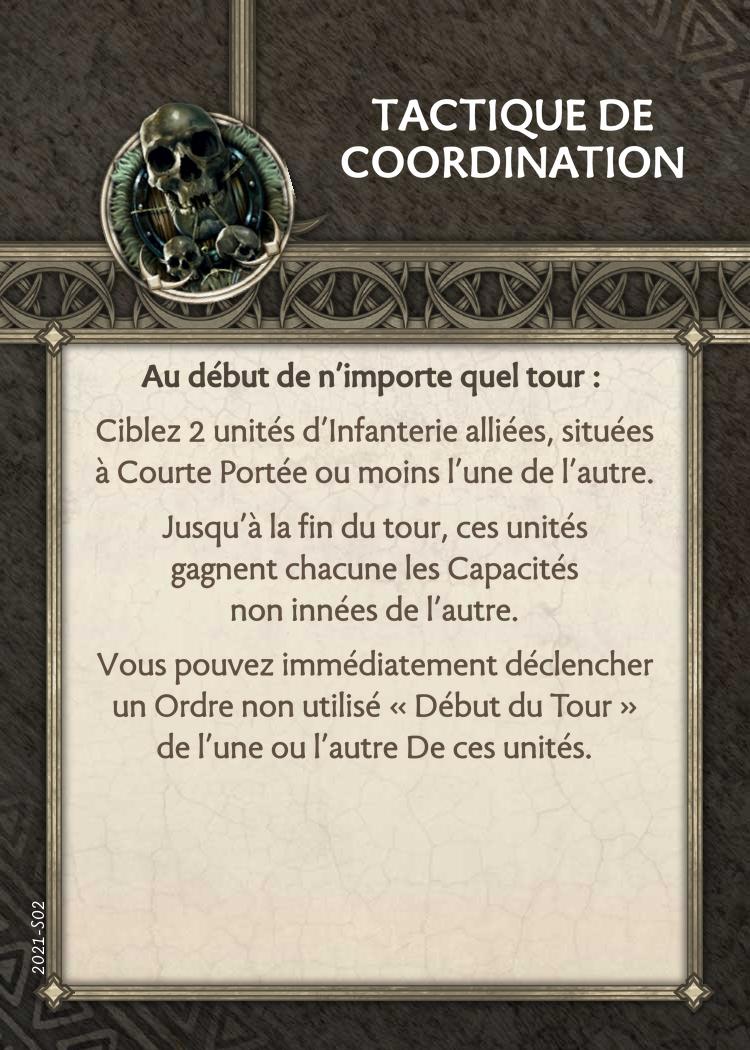 TACTIQUE DE
COORDINATION
Au début de n'importe quel tour :
Ciblez 2 unités d'Infanterie alliées, situées
à Courte Portée ou moins l'une de l'autre.
Jusqu'à la fin du tour, ces unités
gagnent chacune les Capacités
non innées de l'autre.
Vous pouvez immédiatement déclencher
un Ordre non utilisé « Début du Tour »
de l'une ou l'autre De ces unités.
2021-S02